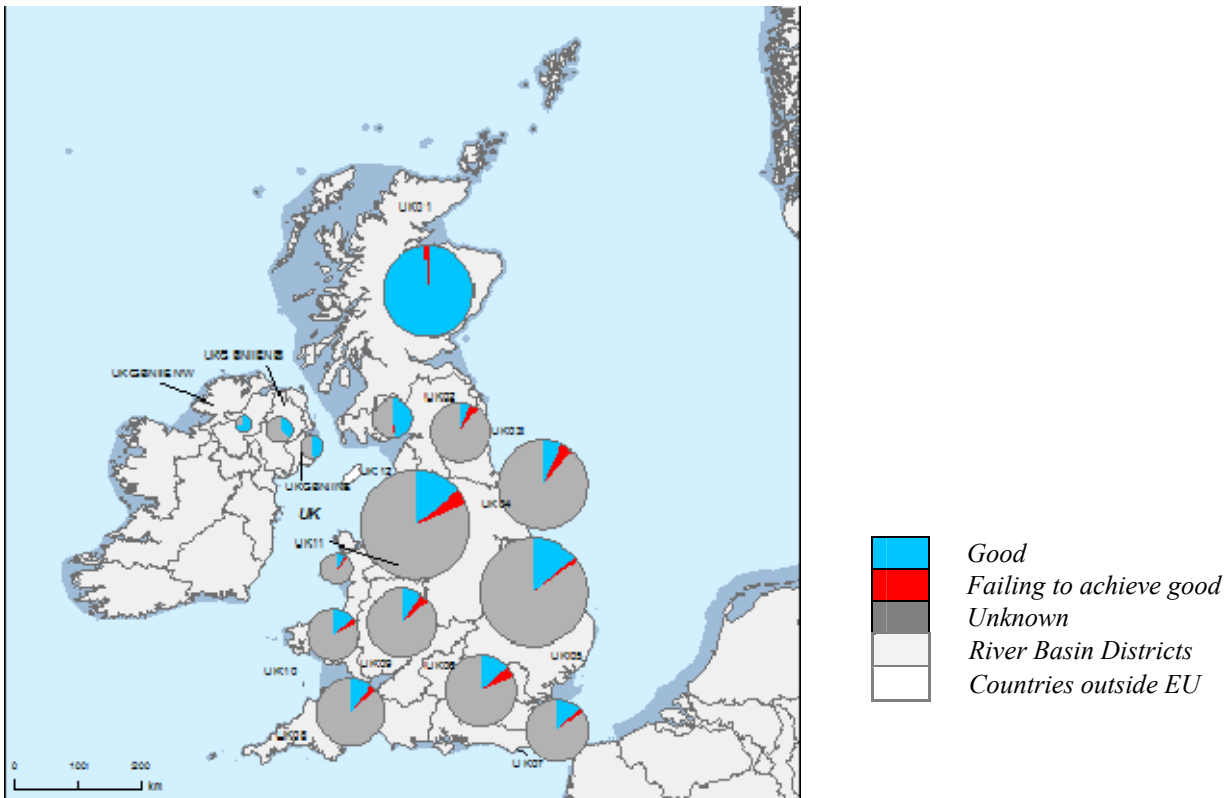 UK01
UKGBNIIENB
UKGBNIIENW
UK02
UK03
UK12
UKGBNIINE
UK04
UK
UK11
UK05
UK09
UK06
UK10
UK08
UK07
0 100 200
km
Good
Failing to achieve good
Unknown
River Basin Districts
Countries outside EU